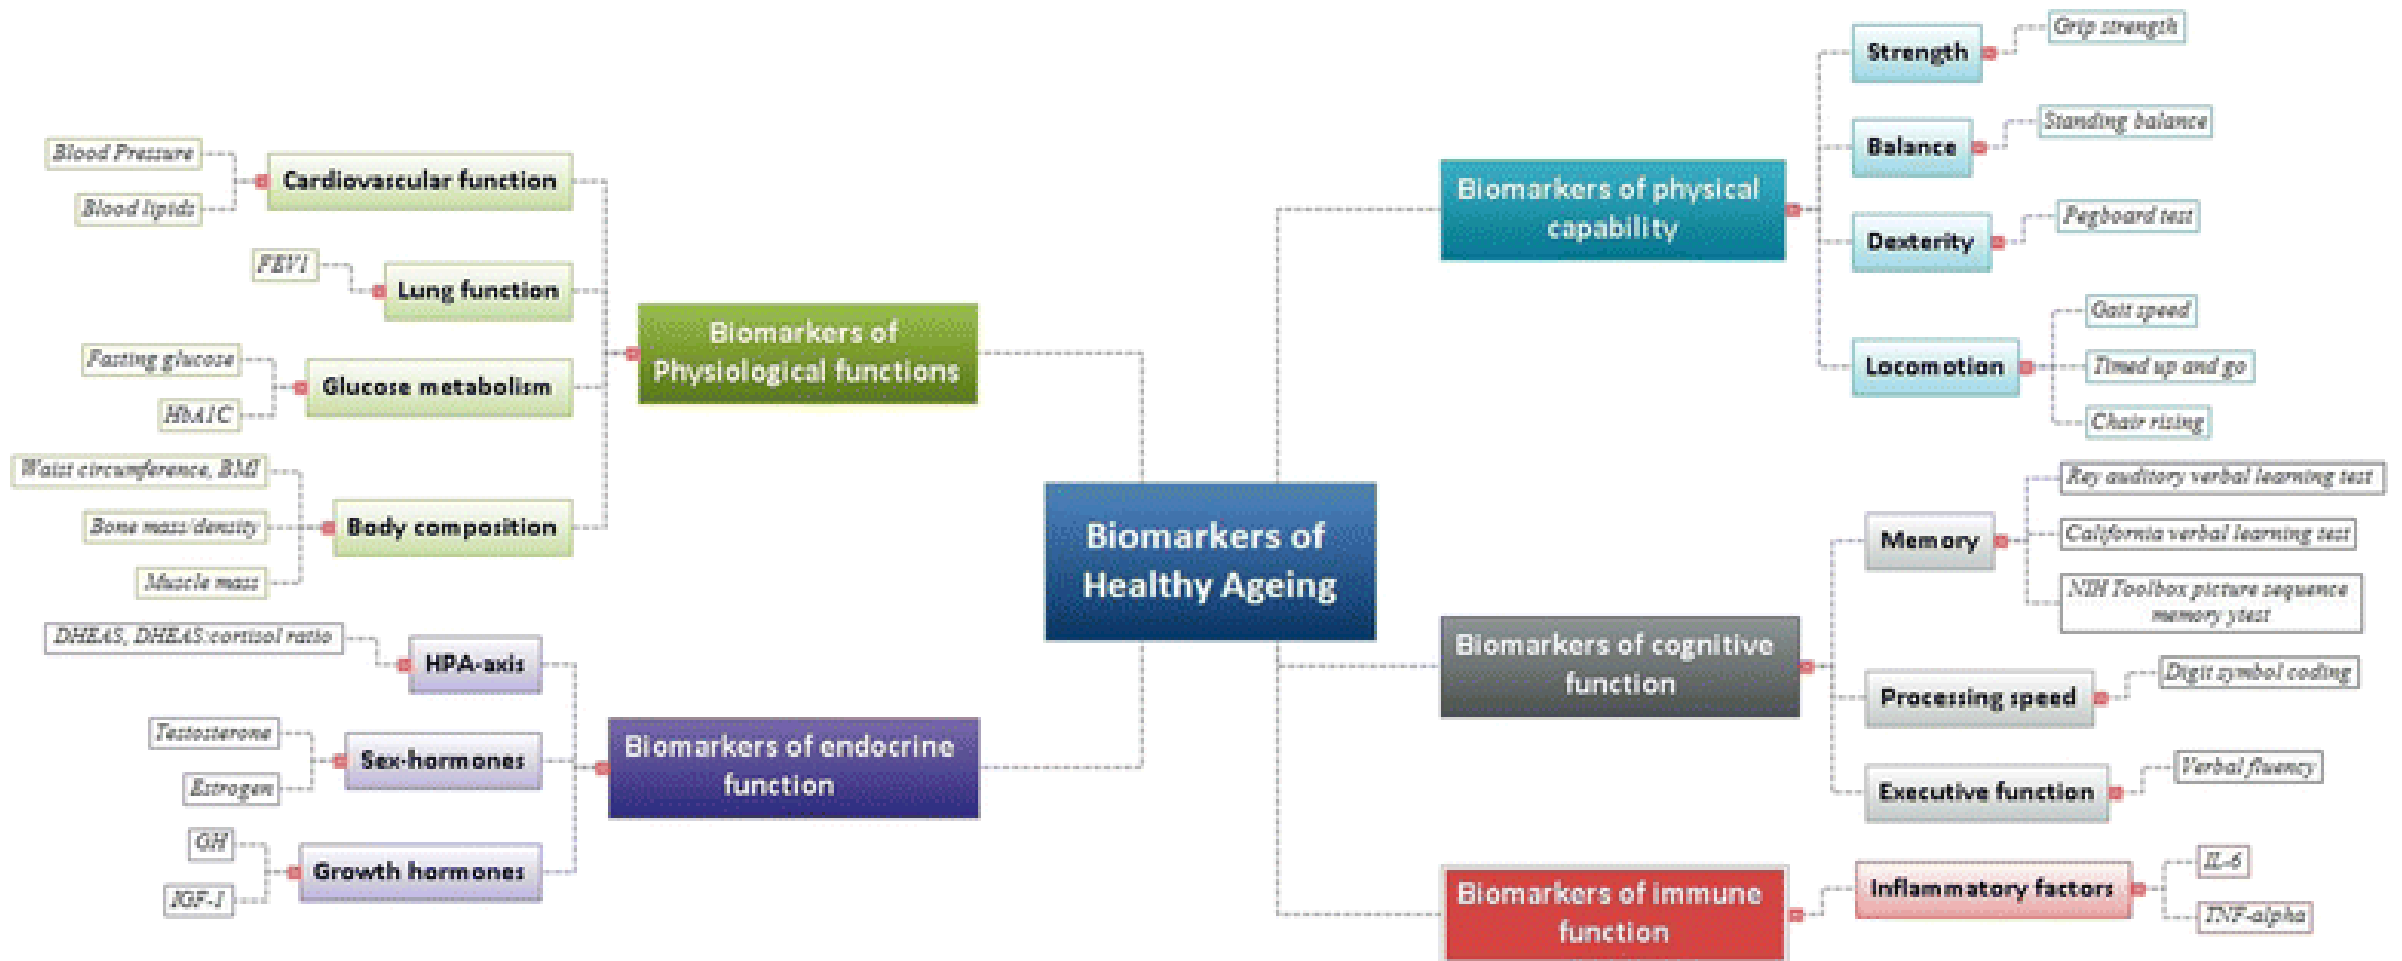 Biomarkers of
Healthy Ageing
Biomarkers of
Physiological functions
Cardiovascular function
Blood Pressure
Blood lipids
Lung function
FEV1
Glucose metabolism
Fasting glucose
HbA1C
Body composition
Waist circumference, BMI
Bone mass/density
Muscle mass
Biomarkers of endocrine
function
HPA-axis
DHEAS, DHEAS:cortisol ratio
Sex-hormones
Testosterone
Estrogen
Growth hormones
GH
IGF-1
Biomarkers of physical
capability
Strength
Grip strength
Balance
Standing balance
Dexterity
Pegboard test
Locomotion
Gait speed
Timed up and go
Chair rising
Biomarkers of cognitive
function
Memory
Rey auditory verbal learning test
California verbal learning test
NIH Toolbox picture sequence
memory ytest
Processing speed
Digit symbol coding
Executive function
Verbal fluency
Biomarkers of immune
function
Inflammatory factors
IL-6
TNF-alpha